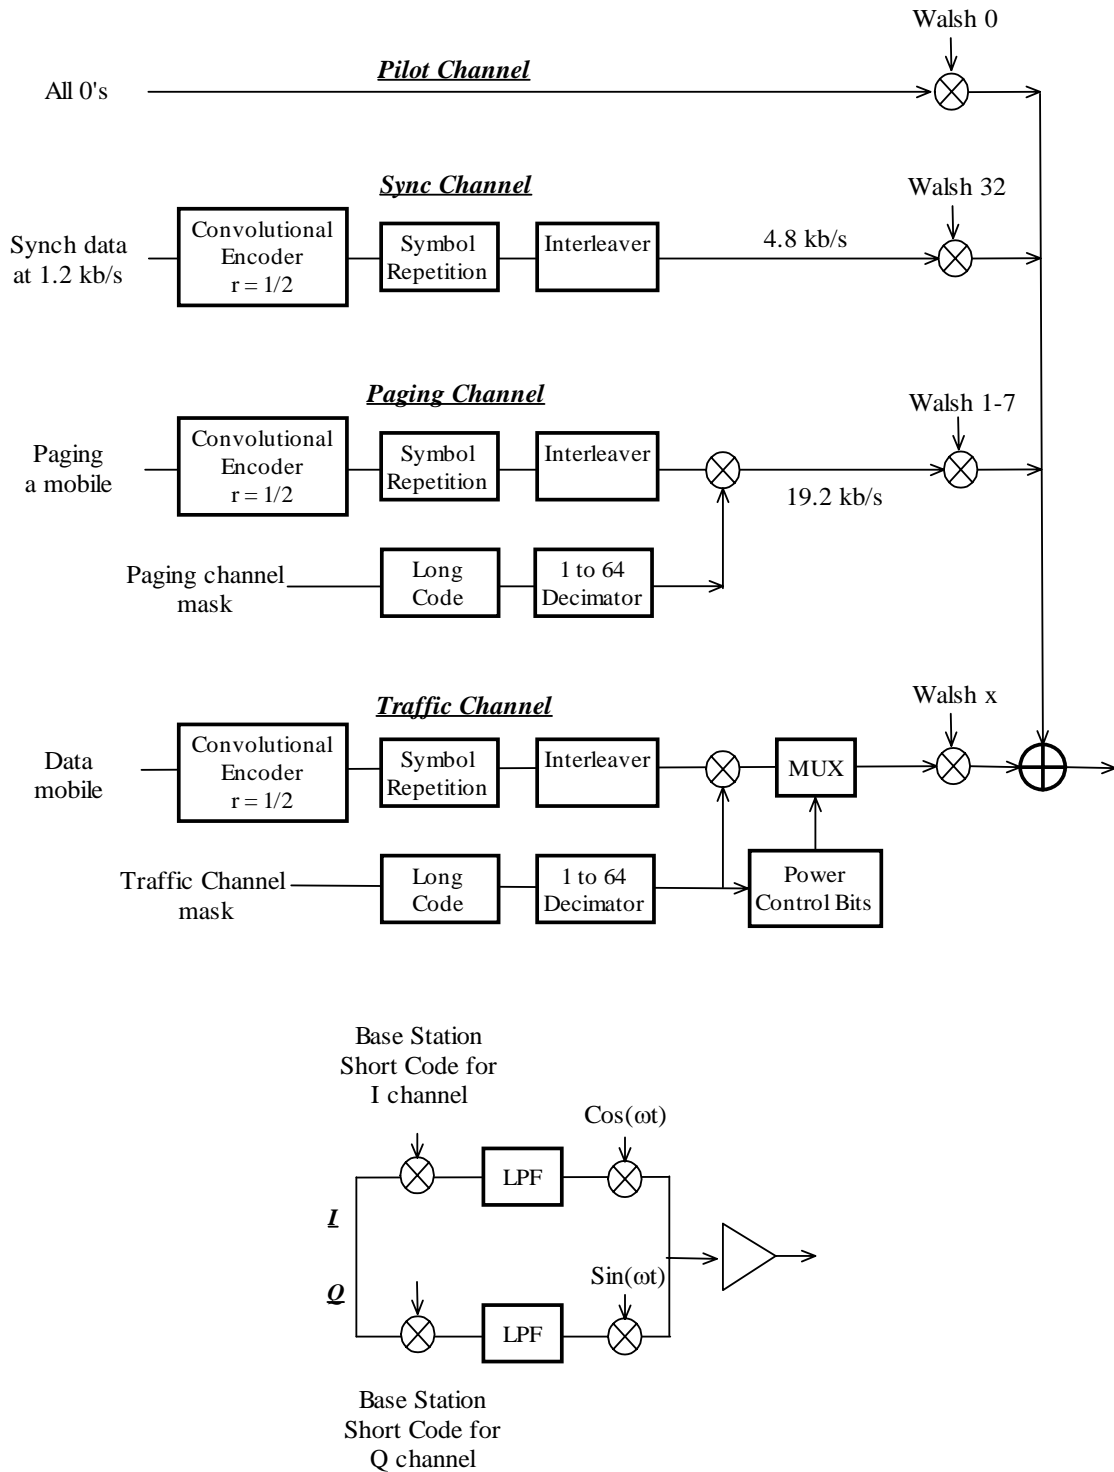 Walsh 0
Pilot Channel
All 0's
Sync Channel
Walsh 32
Synch data
at 1.2 kb/s
Convolutional
Encoder
r = 1/2
Symbol
Repetition
Interleaver
4.8 kb/s
Paging Channel
Walsh 1-7
Paging
a mobile
Convolutional
Encoder
r = 1/2
Symbol
Repetition
Interleaver
19.2 kb/s
Paging channel
mask
Long
Code
1 to 64
Decimator
Traffic Channel
Walsh x
Data
mobile
Convolutional
Encoder
r = 1/2
Symbol
Repetition
Interleaver
MUX
Traffic Channel
mask
Long
Code
1 to 64
Decimator
Power
Control Bits
Base Station
Short Code for
I channel
Cos(ωt)
LPF
I
Q
Sin(ωt)
LPF
Base Station
Short Code for
Q channel